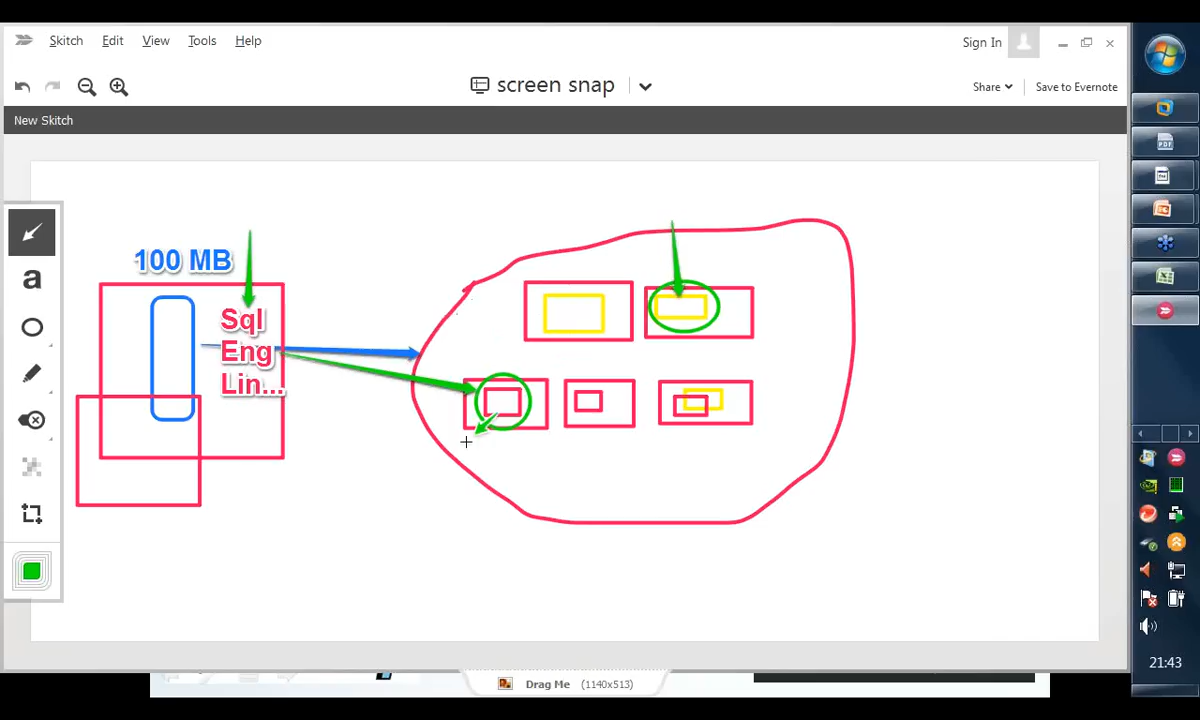 Skitch Edit View Tools Help
Sign In
screen snap
Share
Save to Evernote
New Skitch
a
100 MB
Sql
Eng
Lin...
Drag Me (1140x513)
PDF
21:43